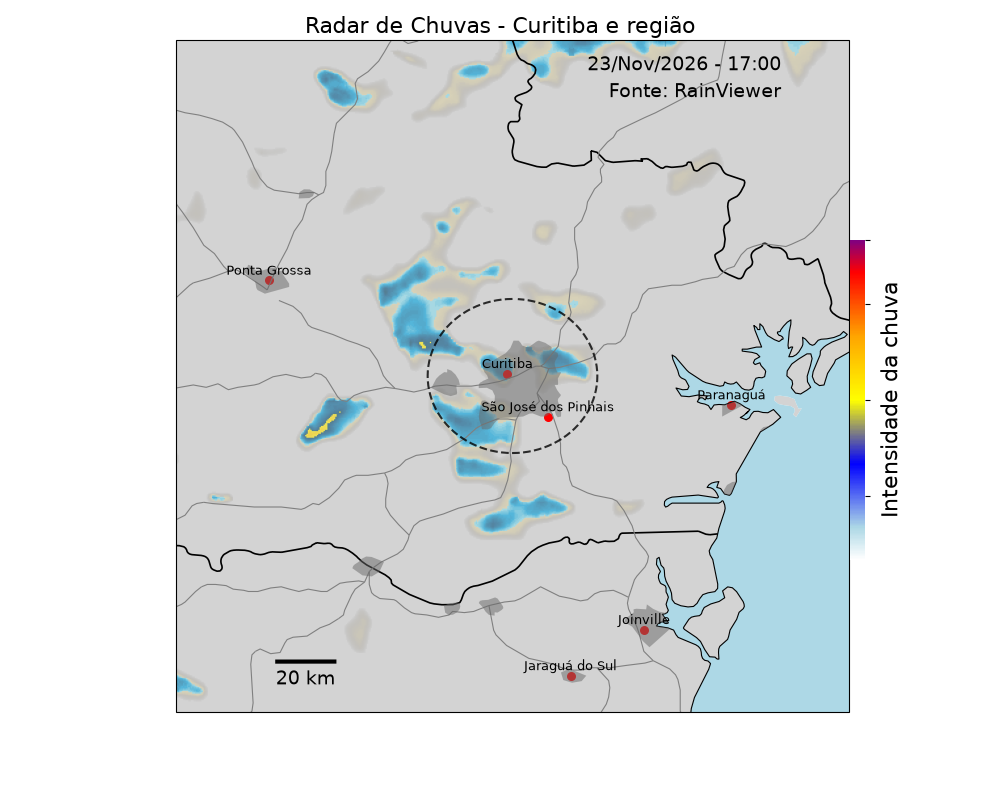 Radar de Chuvas - Curitiba e região
23/Nov/2026 - 17:00
Fonte: RainViewer
Ponta Grossa
Curitiba
Paranaguá
São José dos Pinhais
Intensidade da chuva
Joinville
Jaraguá do Sul
20 km